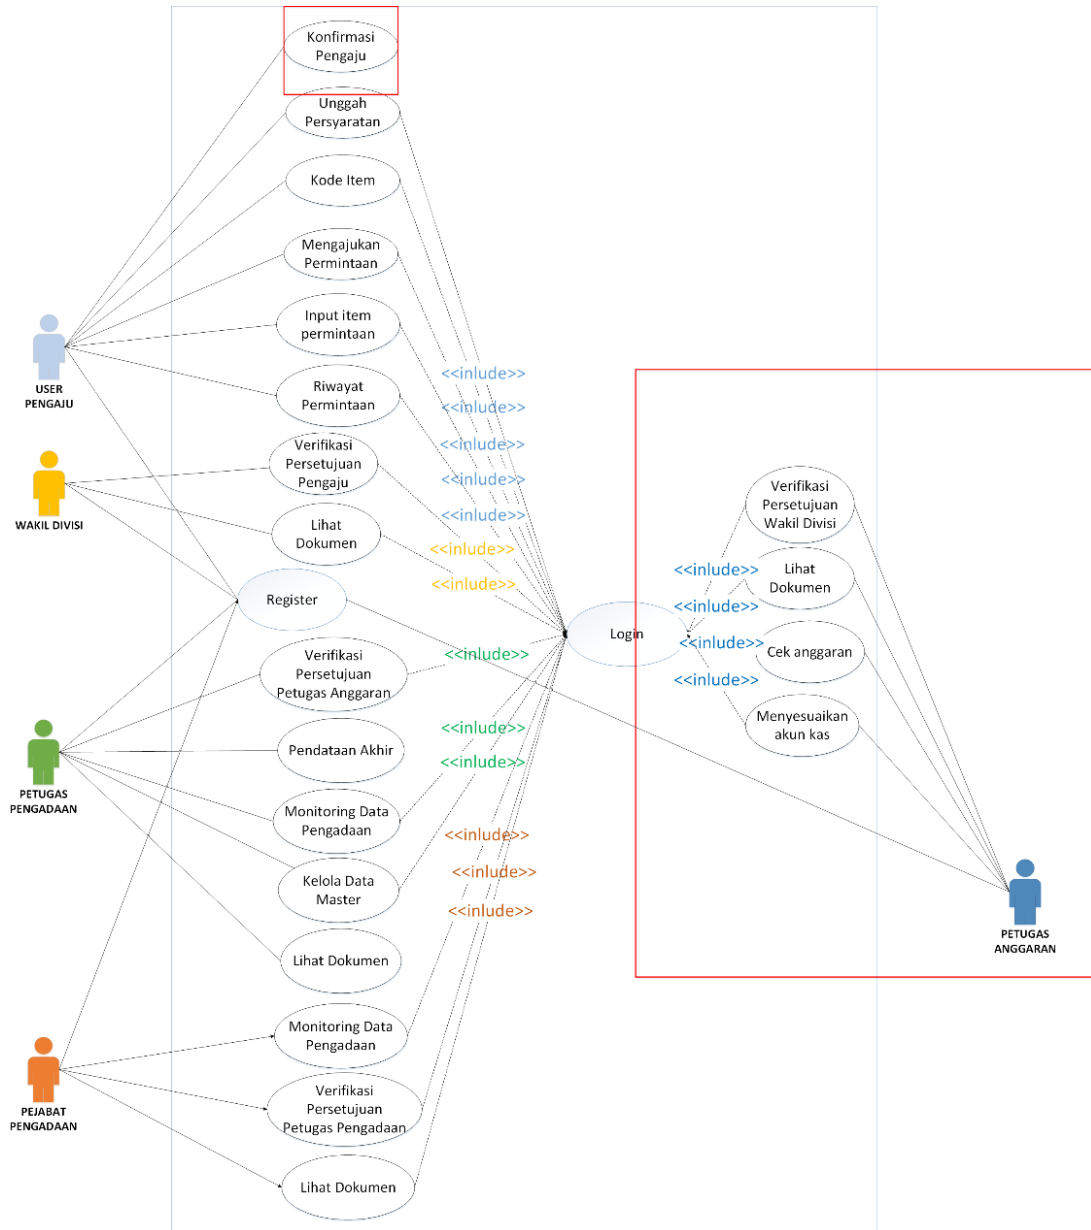 Konfirmasi
Pengaju
Unggah
Persyaratan
Kode Item
Mengajukan
Permintaan
Input item
permintaan
Riwayat
Permintaan
Verifikasi
Persetujuan
Pengaju
Lihat
Dokumen
Register
Verifikasi
Persetujuan
Petugas Anggaran
Pendataan Akhir
Monitoring Data
Pengadaan
Kelola Data
Master
Lihat Dokumen
Monitoring Data
Pengadaan
Verifikasi
Persetujuan
Petugas Pengadaan
Lihat Dokumen
USER
PENGAJU
WAKIL DIVISI
PETUGAS
PENGADAAN
PEJABAT
PENGADAAN
<<inlude>>
<<inlude>>
<<inlude>>
<<inlude>>
<<inlude>>
<<inlude>>
<<inlude>>
<<inlude>>
<<inlude>>
<<inlude>>
<<inlude>>
<<inlude>>
<<inlude>>
Login
<<inlude>>
<<inlude>>
<<inlude>>
<<inlude>>
Verifikasi
Persetujuan
Wakil Divisi
Lihat
Dokumen
Cek anggaran
Menyesuaikan
akun kas
PETUGAS
ANGGARAN